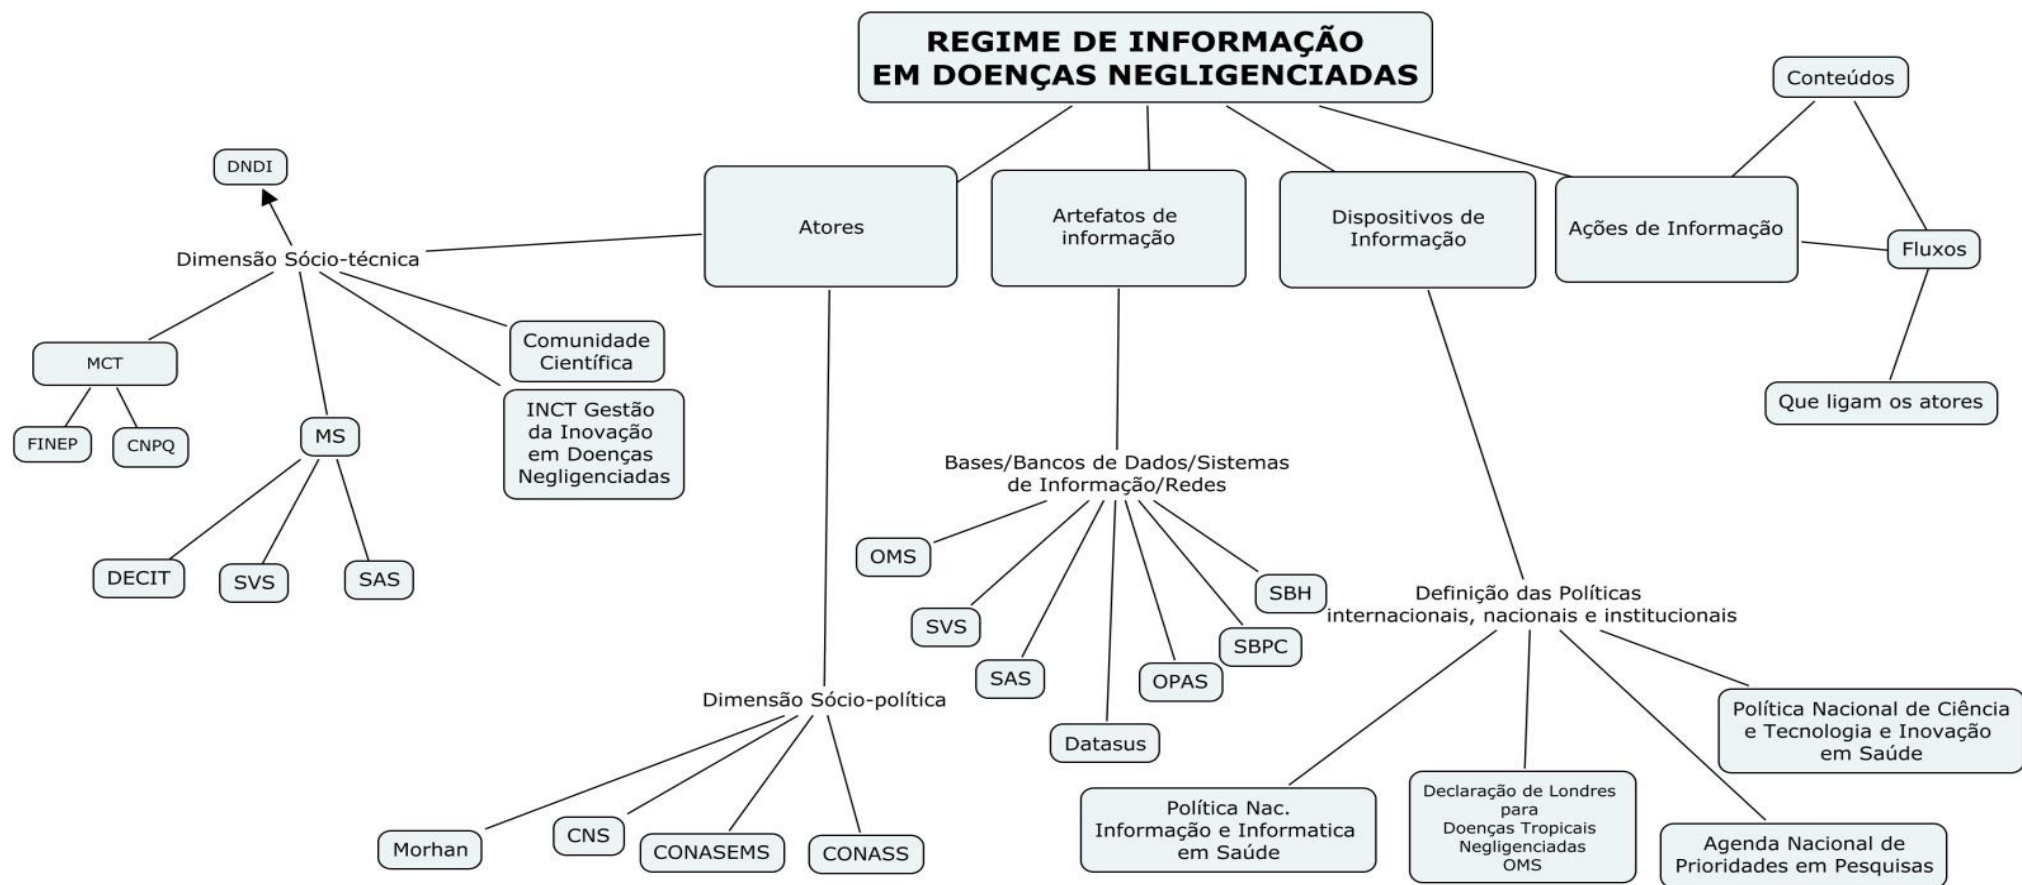 REGIME DE INFORMAÇÃO
EM DOENÇAS NEGLIGENCIADAS
Conteúdos
DNDI
Atores
Artefatos de
informação
Dispositivos de
Informação
Ações de Informação
Fluxos
Dimensão Sócio-técnica
Comunidade
Científica
MCT
INCT Gestão
da Inovação
em Doenças
Negligenciadas
Que ligam os atores
FINEP
CNPQ
MS
Bases/Bancos de Dados/Sistemas
de Informação/Redes
DECIT
SVS
SAS
OMS
SVS
SAS
Datasus
OPAS
SBPC
SBH
Definição das Políticas
internacionais, nacionais e institucionais
Dimensão Sócio-política
Morhan
CNS
CONASEMS
CONASS
Política Nac.
Informação e Informatica
em Saúde
Declaração de Londres
para
Doenças Tropicais
Negligenciadas
OMS
Agenda Nacional de
Prioridades em Pesquisas
Política Nacional de Ciência
e Tecnologia e Inovação
em Saúde